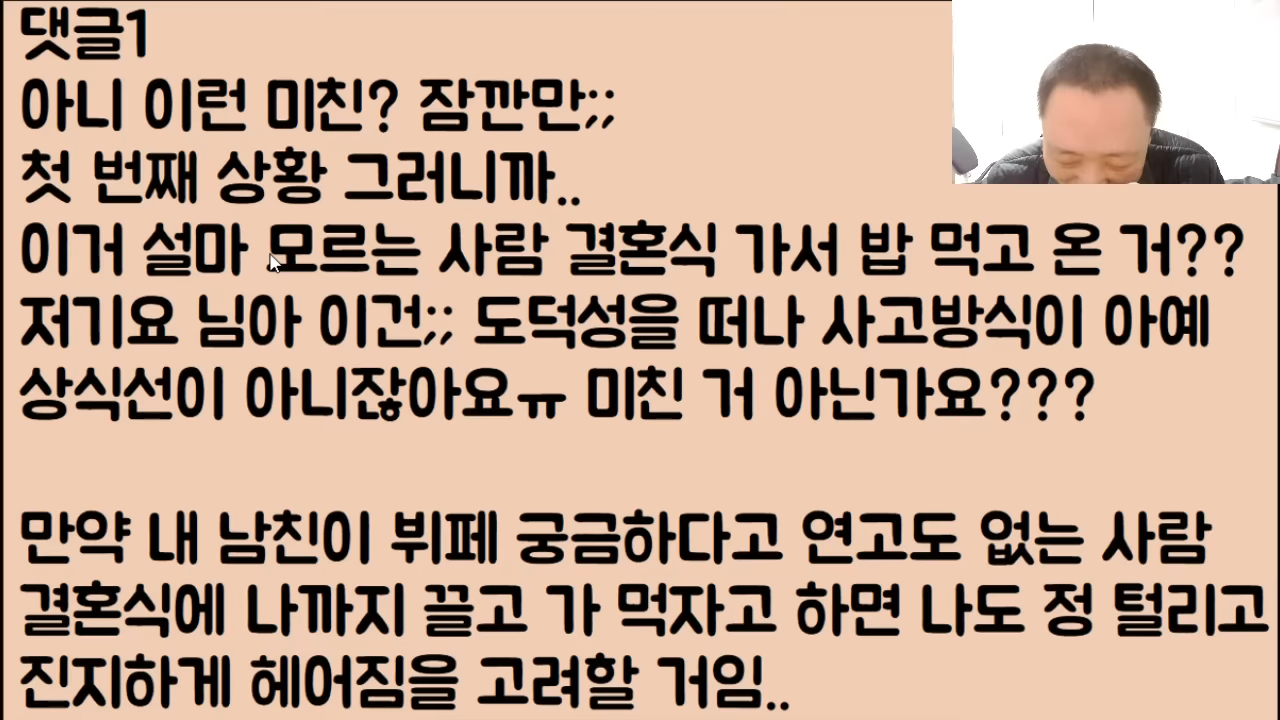 댓글1
아니 이런 미친? 잠깐만;;
첫 번째 상황 그러니까..
이거 설마 모르는 사람 결혼식 가서 밥 먹고 온 거??
저기요 님아 이건;; 도덕성을 떠나 사고방식이 아예
상식선이 아니잖아요ㅠ 미친 거 아닌가요???
만약 내 남친이 뷔페 궁금하다고 연고도 없는 사람
결혼식에 나까지 끌고 가 먹자고 하면 나도 정 털리고
진지하게 헤어짐을 고려할 거임..